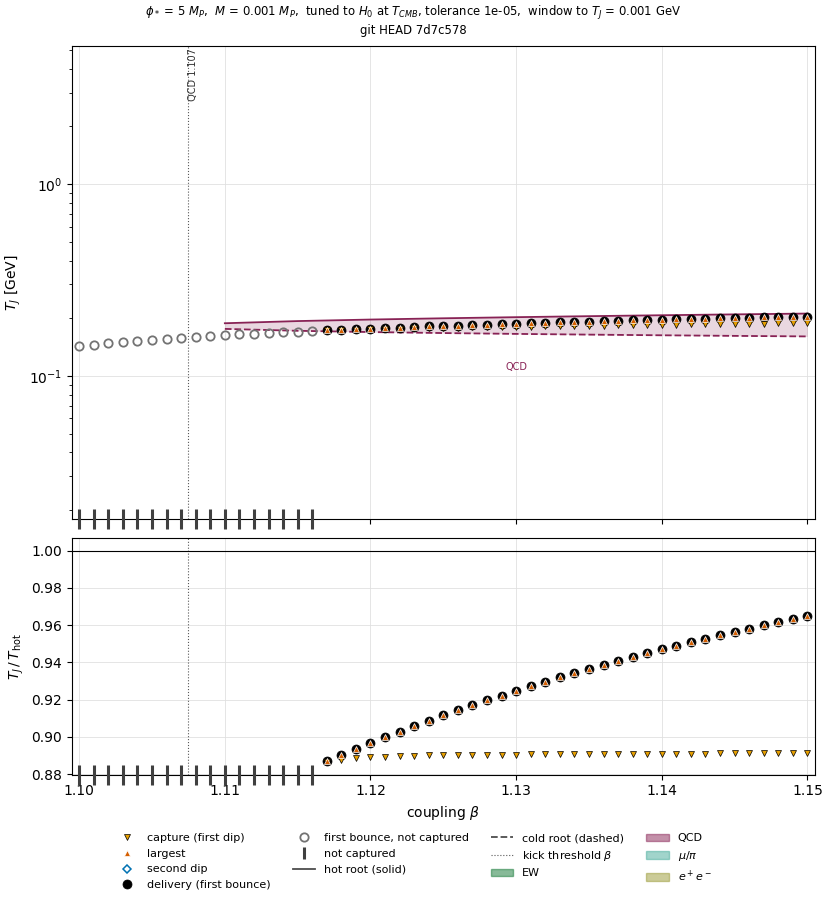 ϕ* = 5 M_P, M = 0.001 M_P, tuned to H_0 at T_CMB, tolerance 1e-05, window to T_J = 0.001 GeV
git HEAD 7d7c578
QCD 1.107
T_J [GeV]
10^0
10^−1
QCD
T_J / T_hot
1.00
0.98
0.96
0.94
0.92
0.90
0.88
1.10 1.11 1.12 1.13 1.14 1.15
coupling β
capture (first dip)
largest
second dip
delivery (first bounce)
first bounce, not captured
not captured
hot root (solid)
cold root (dashed)
kick threshold β
EW
QCD
μ/π
e⁺e⁻